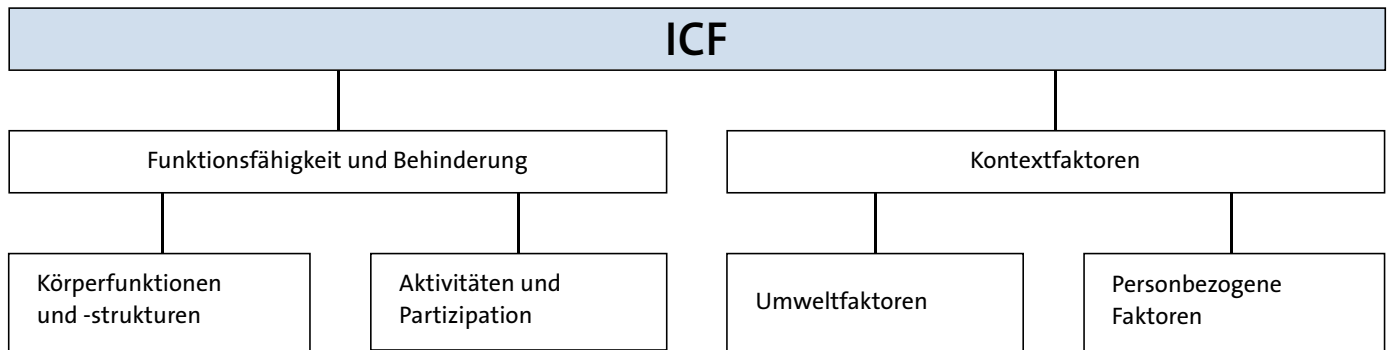 ICF
Funktionsfähigkeit und Behinderung
Kontextfaktoren
Körperfunktionen
und -strukturen
Aktivitäten und
Partizipation
Umweltfaktoren
Personbezogene
Faktoren